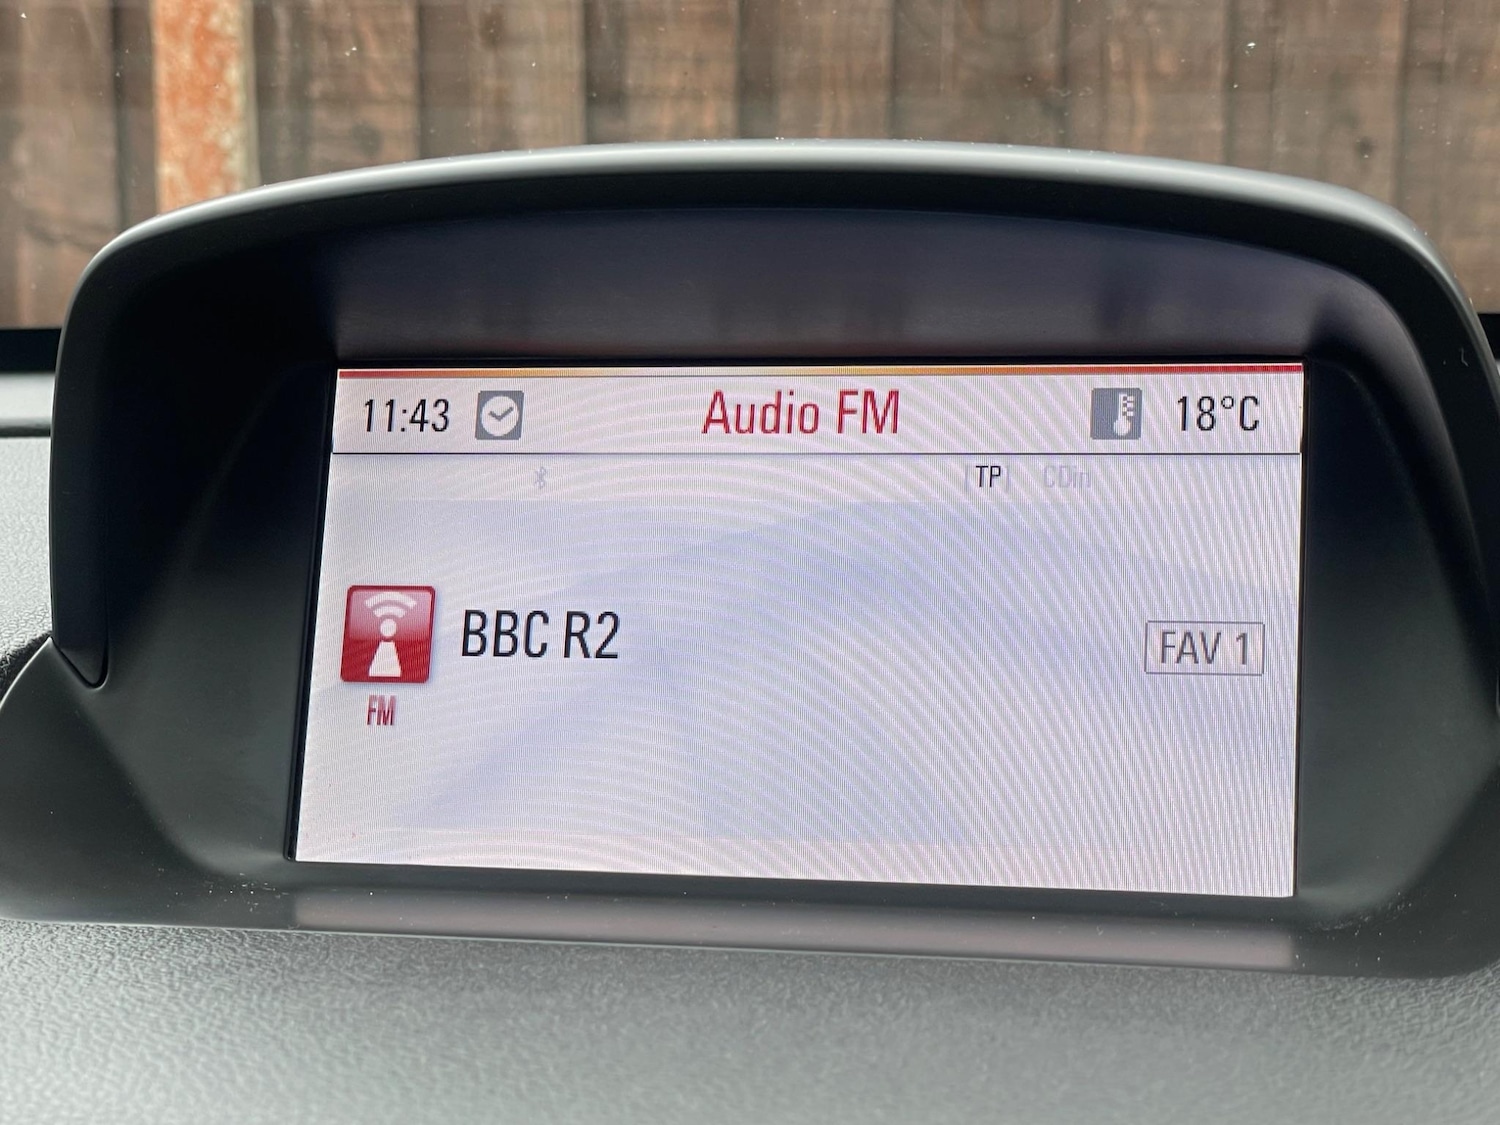 11:43 Audio FM 18°C
[TP] CDin
BBC R2
FAV 1
FM